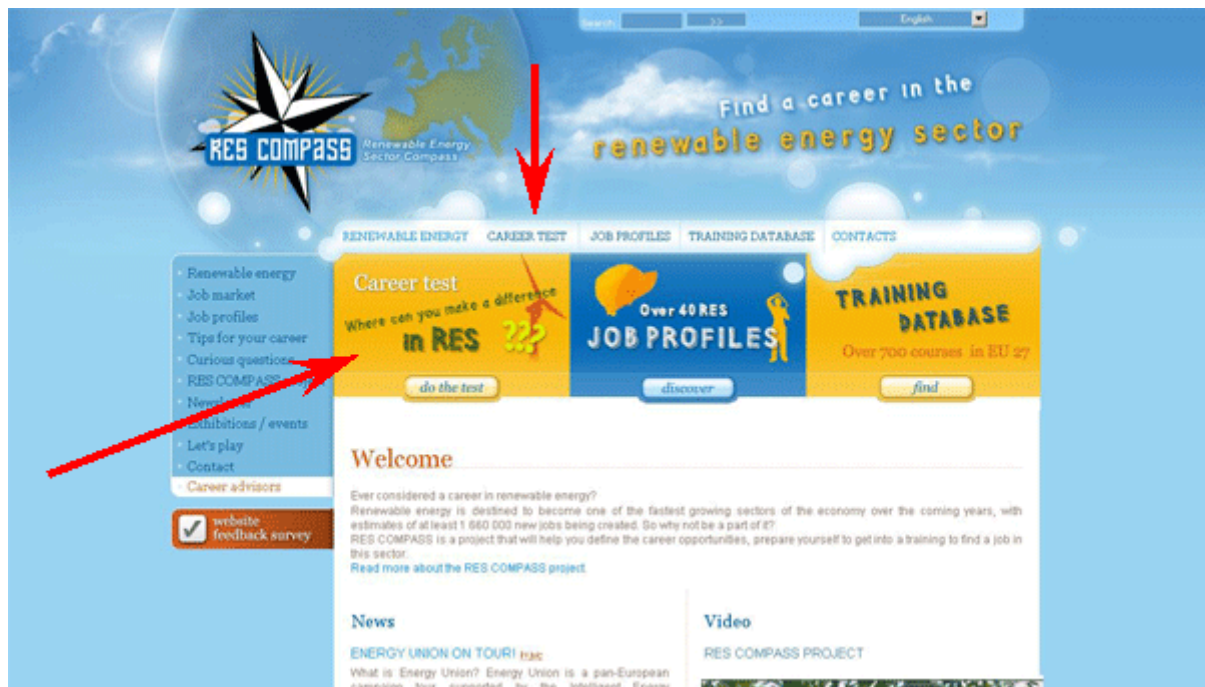 Search:
>>
English
Find a career in the
renewable energy sector
RES COMPASS
Renewable Energy
Sector Compass
RENEWABLE ENERGY
CAREER TEST
JOB PROFILES
TRAINING DATABASE
CONTACTS
Renewable energy
Job market
Job profiles
Tips for your career
Curious questions
RES COMPASS
Exhibitions / events
Let's play
Contact
Career advisors
website
feedback survey
Career test
Where can you make a difference
in RES
???
do the test
Over 40 RES
JOB PROFILES
discover
TRAINING
DATABASE
Over 700 courses in EU 27
find
Welcome
Ever considered a career in renewable energy?
Renewable energy is destined to become one of the fastest growing sectors of the economy over the coming years, with
estimates of at least 1 660 000 new jobs being created. So why not be a part of it?
RES COMPASS is a project that will help you define the career opportunities, prepare yourself to get into a training to find a job in
this sector.
Read more about the RES COMPASS project
News
ENERGY UNION ON TOUR!
What is Energy Union? Energy Union is a pan-European
campaign tour supported by the Intelligent Energy
Video
RES COMPASS PROJECT